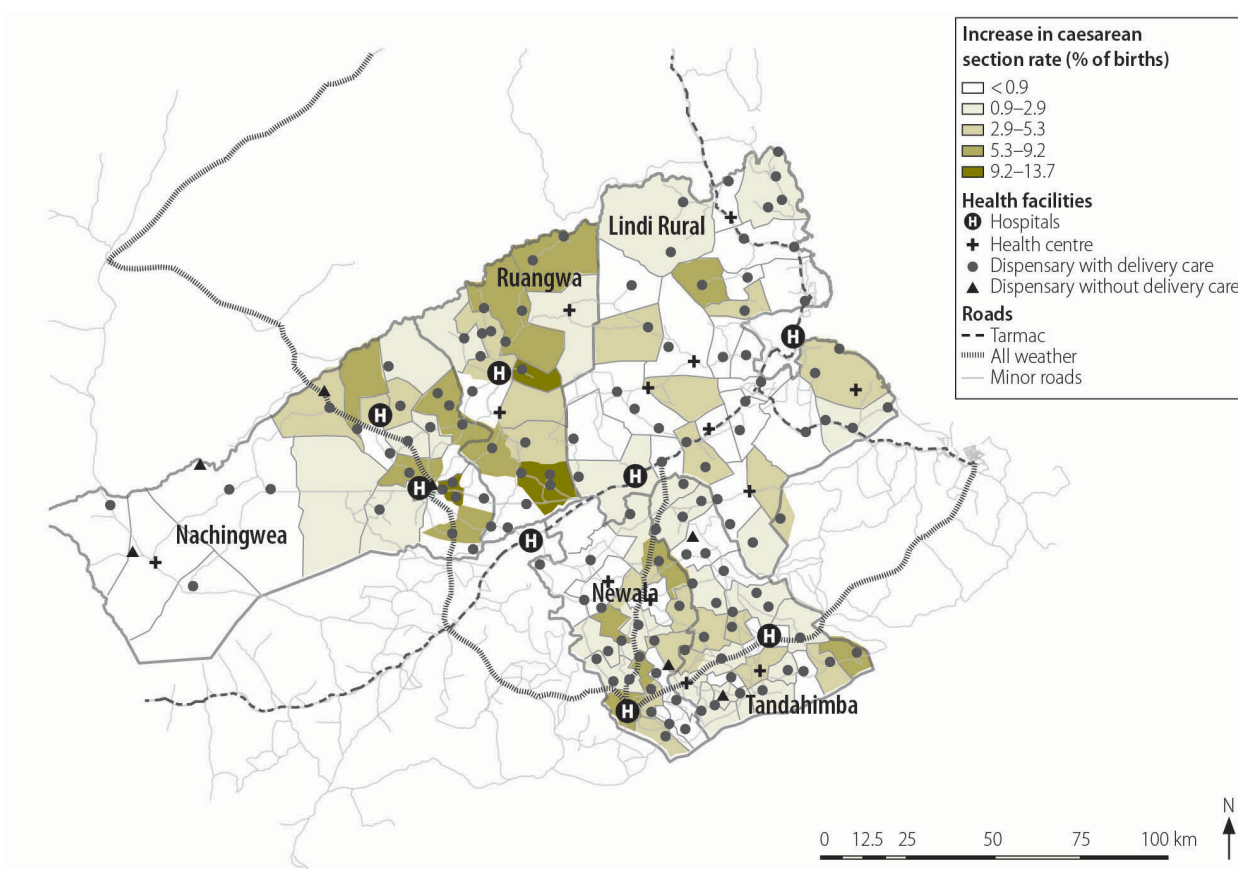 Increase in caesarean
section rate (% of births)
< 0.9
0.9–2.9
2.9–5.3
5.3–9.2
9.2–13.7
Health facilities
H Hospitals
Health centre
Dispensary with delivery care
Dispensary without delivery care
Roads
Tarmac
All weather
Minor roads
Lindi Rural
Ruangwa
H
H
H
H
H
Nachingwea
H
Newala
H
H
Tandahimba
N
0 12.5 25 50 75 100 km